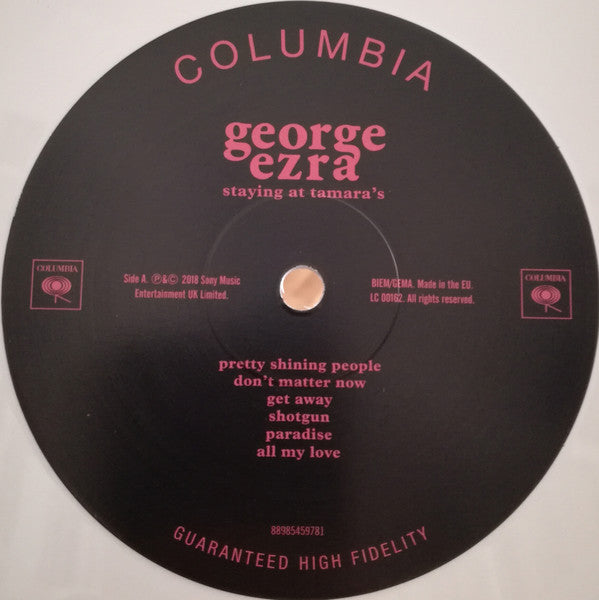 COLUMBIA
george
ezra
staying at tamara's
COLUMBIA
Side A. ℗&© 2018 Sony Music
Entertainment UK Limited.
BIEM/GEMA. Made in the EU.
LC 00162. All rights reserved.
COLUMBIA
pretty shining people
don't matter now
get away
shotgun
paradise
all my love
88985459781
GUARANTEED HIGH FIDELITY